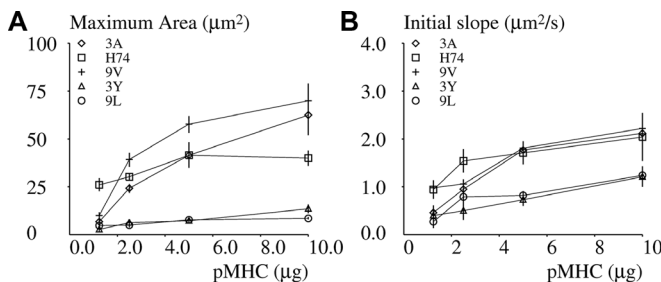 A Maximum Area (μm²)
100
75
50
25
0
3A
H74
9V
3Y
9L
0.0 2.0 4.0 6.0 8.0 10.0
pMHC (μg)
B Initial slope (μm²/s)
4.0
3.0
2.0
1.0
0.0
3A
H74
9V
3Y
9L
0 2 4 6 8 10.0
pMHC (μg)